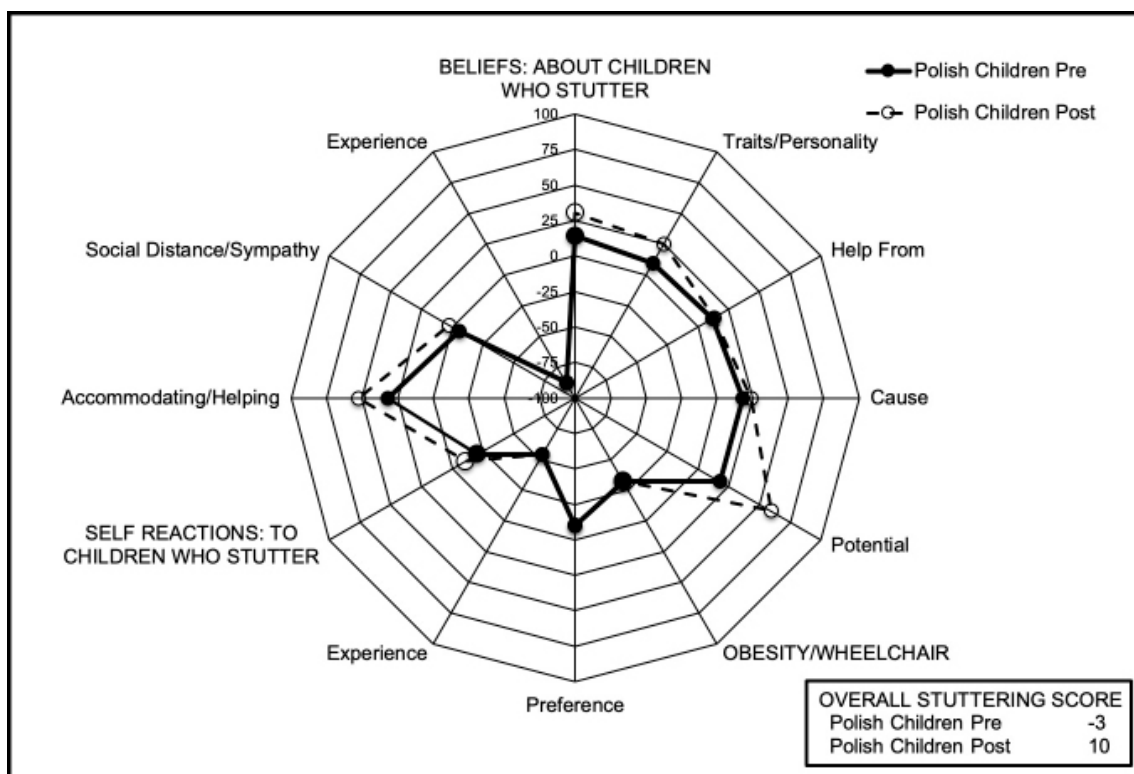 BELIEFS: ABOUT CHILDREN
WHO STUTTER
Polish Children Pre
Polish Children Post
100
75
50
25
0
-25
-50
-75
-100
Experience
Traits/Personality
Social Distance/Sympathy
Help From
Accommodating/Helping
Cause
SELF REACTIONS: TO
CHILDREN WHO STUTTER
Potential
Experience
OBESITY/WHEELCHAIR
Preference
OVERALL STUTTERING SCORE
Polish Children Pre -3
Polish Children Post 10